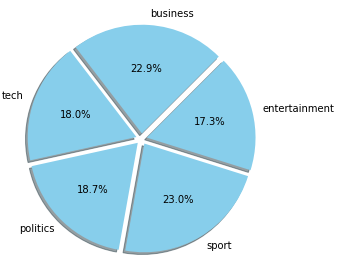 business
22.9%
tech
18.0%
entertainment
17.3%
18.7%
politics
23.0%
sport